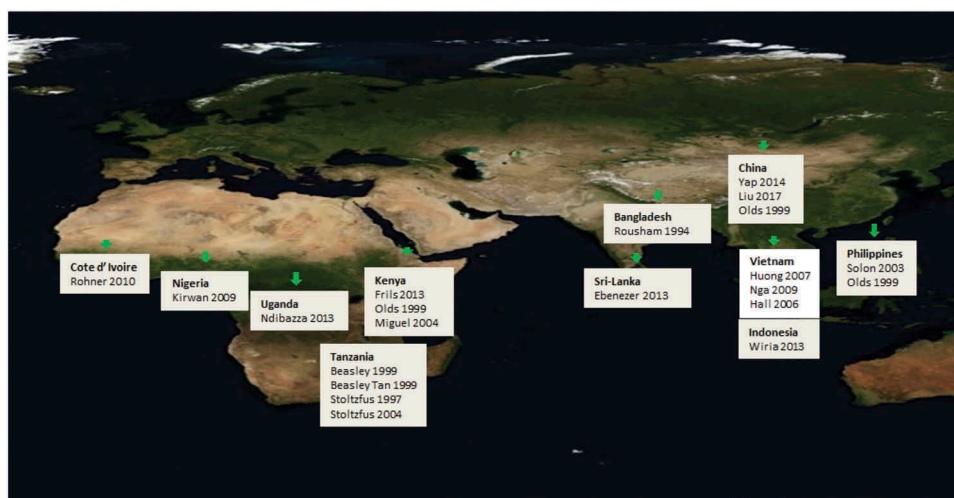 Cote d' Ivoire
Rohner 2010
Nigeria
Kirwan 2009
Uganda
Ndibazza 2013
Kenya
Friis 2013
Olds 1999
Miguel 2004
Tanzania
Beasley 1999
Beasley Tan 1999
Stoltzfus 1997
Stoltzfus 2004
Bangladesh
Rousham 1994
Sri-Lanka
Ebenezer 2013
China
Yap 2014
Liu 2017
Olds 1999
Vietnam
Huong 2007
Nga 2009
Hall 2006
Indonesia
Wiria 2013
Philippines
Solon 2003
Olds 1999